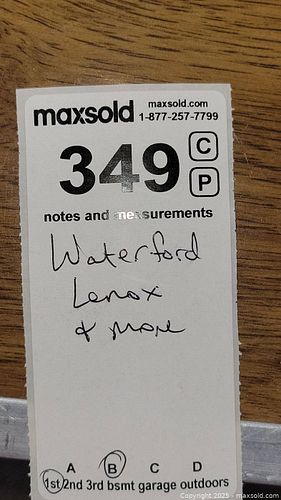 maxsold maxsold.com
1-877-257-7799
349 C
P
notes and measurements
Waterford
Lenox
& more
A B C D
1st 2nd 3rd bsmt garage outdoors
Copyright © 2025 - maxsold.com